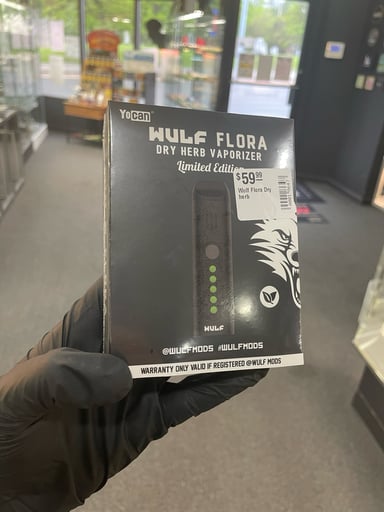 Yocan
WULF FLORA
DRY HERB VAPORIZER
Limited Edition
$59.99
Wulf Flora Dry
herb
WULF
@WULFMODS #WULFMODS
WARRANTY ONLY VALID IF REGISTERED @WULF MODS